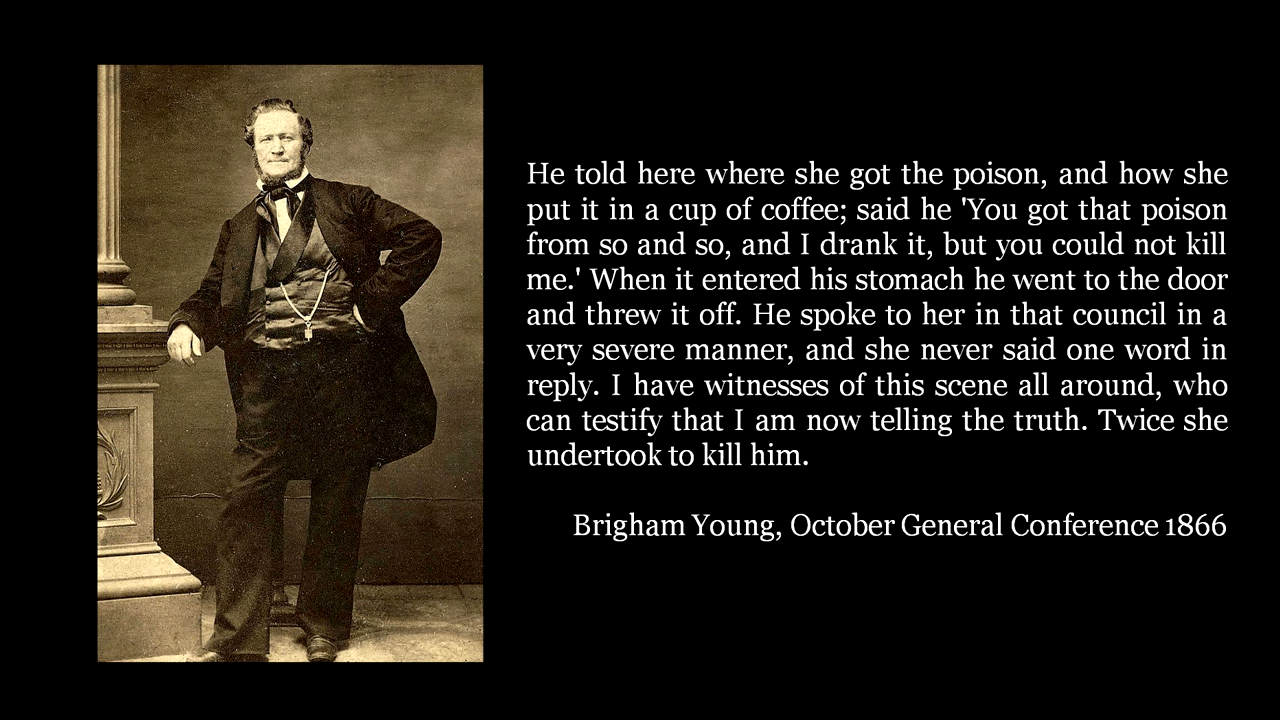 He told here where she got the poison, and how she
put it in a cup of coffee; said he 'You got that poison
from so and so, and I drank it, but you could not kill
me.' When it entered his stomach he went to the door
and threw it off. He spoke to her in that council in a
very severe manner, and she never said one word in
reply. I have witnesses of this scene all around, who
can testify that I am now telling the truth. Twice she
undertook to kill him.
Brigham Young, October General Conference 1866